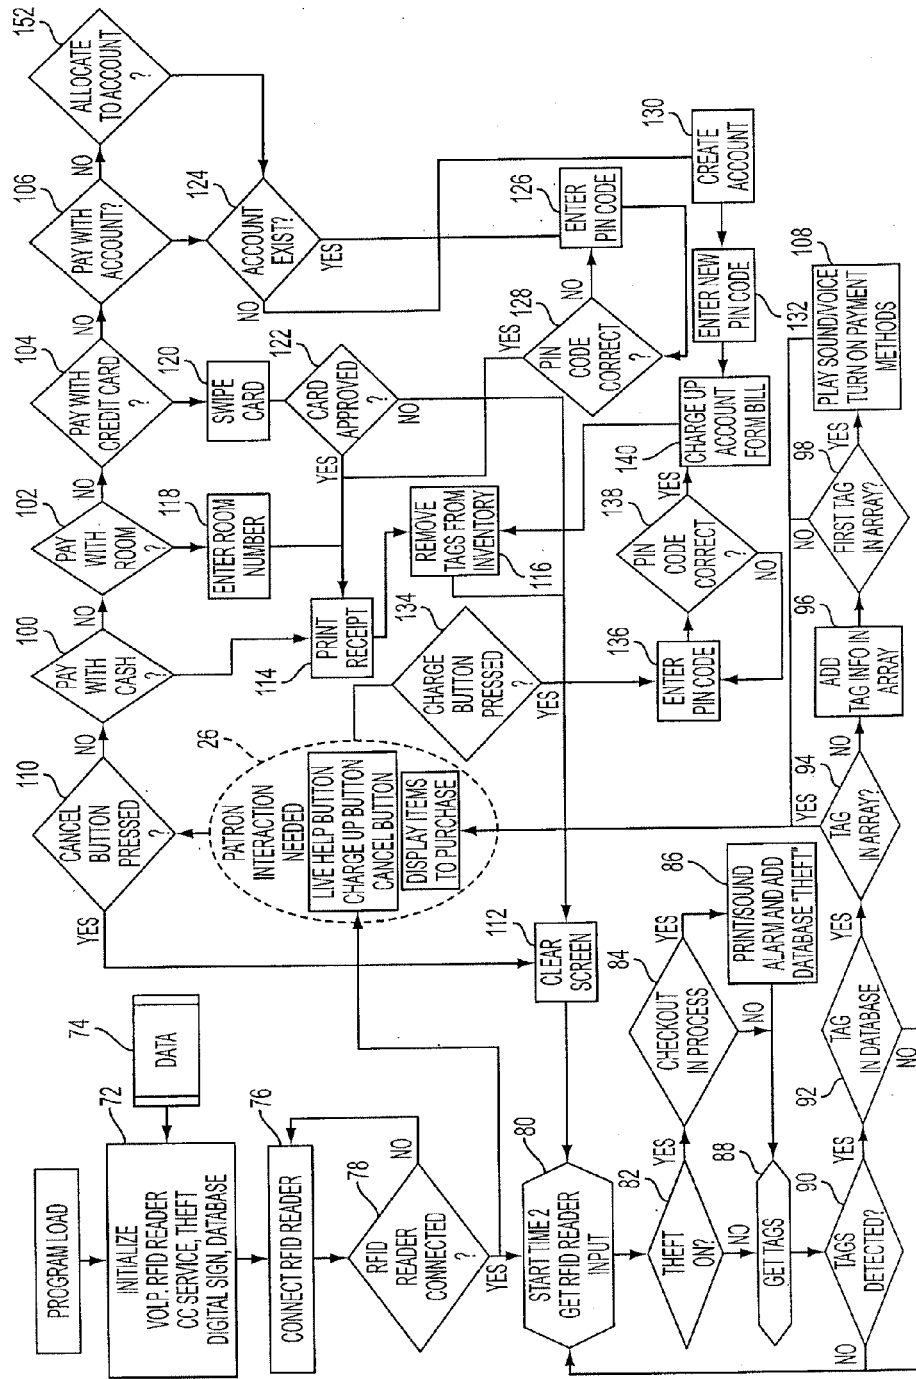 PROGRAM LOAD
72
INITIALIZE
VOLP. RFID READER
CC SERVICE, THEFT
DIGITAL SIGN, DATABASE
74
DATA
76
CONNECT RFID READER
78
RFID
READER
CONNECTED
?
NO
YES
80
START TIME 2
GET RFID READER
INPUT
82
THEFT
ON?
YES
NO
84
CHECKOUT
IN PROCESS
YES
NO
86
PRINT/SOUND
ALARM AND ADD
DATABASE "THEFT"
88
GET TAGS
90
TAGS
DETECTED?
NO
YES
92
TAG
IN DATABASE
NO
YES
94
TAG
IN ARRAY?
YES
NO
96
ADD
TAG INFO IN
ARRAY
98
FIRST TAG
IN ARRAY?
NO
YES
108
PLAY SOUND/VOICE
TURN ON PAYMENT
METHODS
110
CANCEL
BUTTON
PRESSED
?
YES
NO
26
PATRON
INTERACTION
NEEDED
LIVE HELP BUTTON
CHARGE UP BUTTON
CANCEL BUTTON
DISPLAY ITEMS
TO PURCHASE
112
CLEAR
SCREEN
100
PAY
WITH
CASH
?
NO
102
PAY
WITH
ROOM
?
NO
104
PAY WITH
CREDIT CARD
?
NO
106
PAY WITH
ACCOUNT?
NO
152
ALLOCATE
TO ACCOUNT
?
114
PRINT
RECEIPT
116
REMOVE
TAGS FROM
INVENTORY
118
ENTER ROOM
NUMBER
120
SWIPE
CARD
122
CARD
APPROVED
?
YES
NO
124
ACCOUNT
EXIST?
NO
YES
126
ENTER
PIN CODE
128
PIN
CODE
CORRECT
?
YES
NO
130
CREATE
ACCOUNT
132
ENTER NEW
PIN CODE
134
CHARGE
BUTTON
PRESSED
?
YES
136
ENTER
PIN CODE
138
PIN
CODE
CORRECT
?
YES
NO
140
CHARGE UP
ACCOUNT
FORM BILL